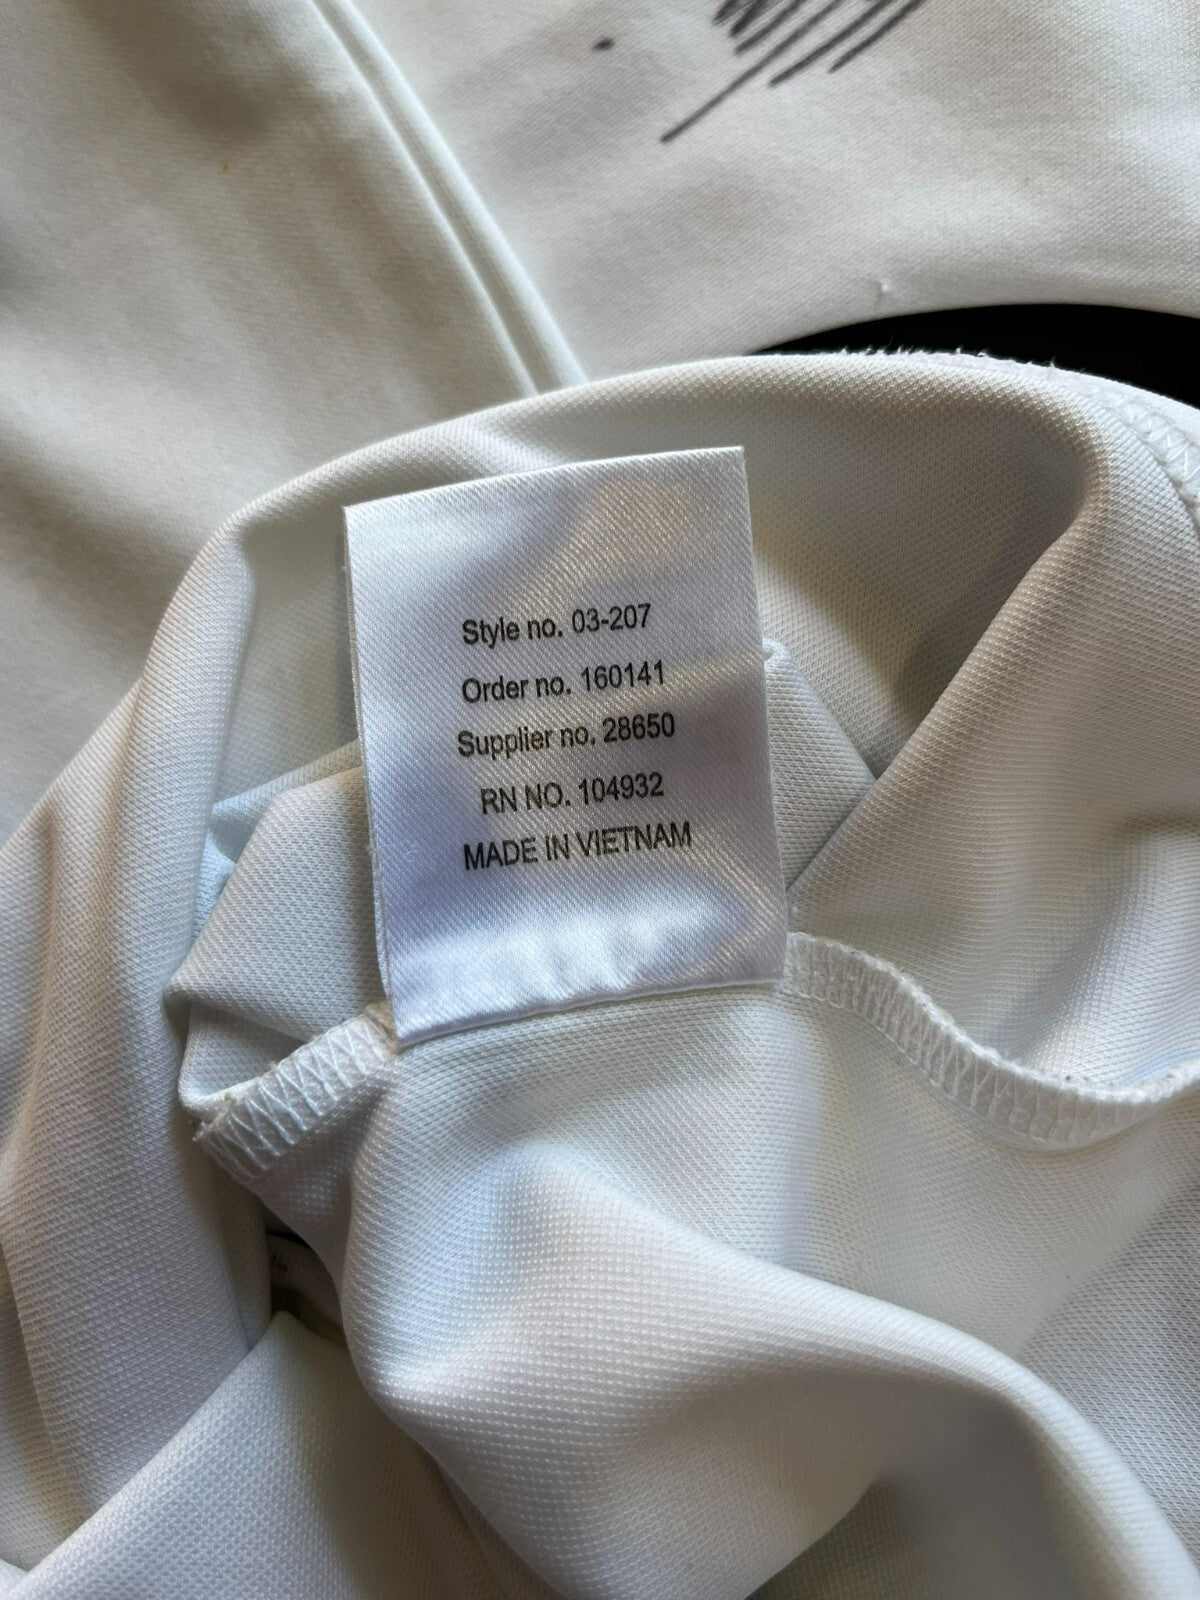 Style no. 03-207
Order no. 160141
Supplier no. 28650
RN NO. 104932
MADE IN VIETNAM